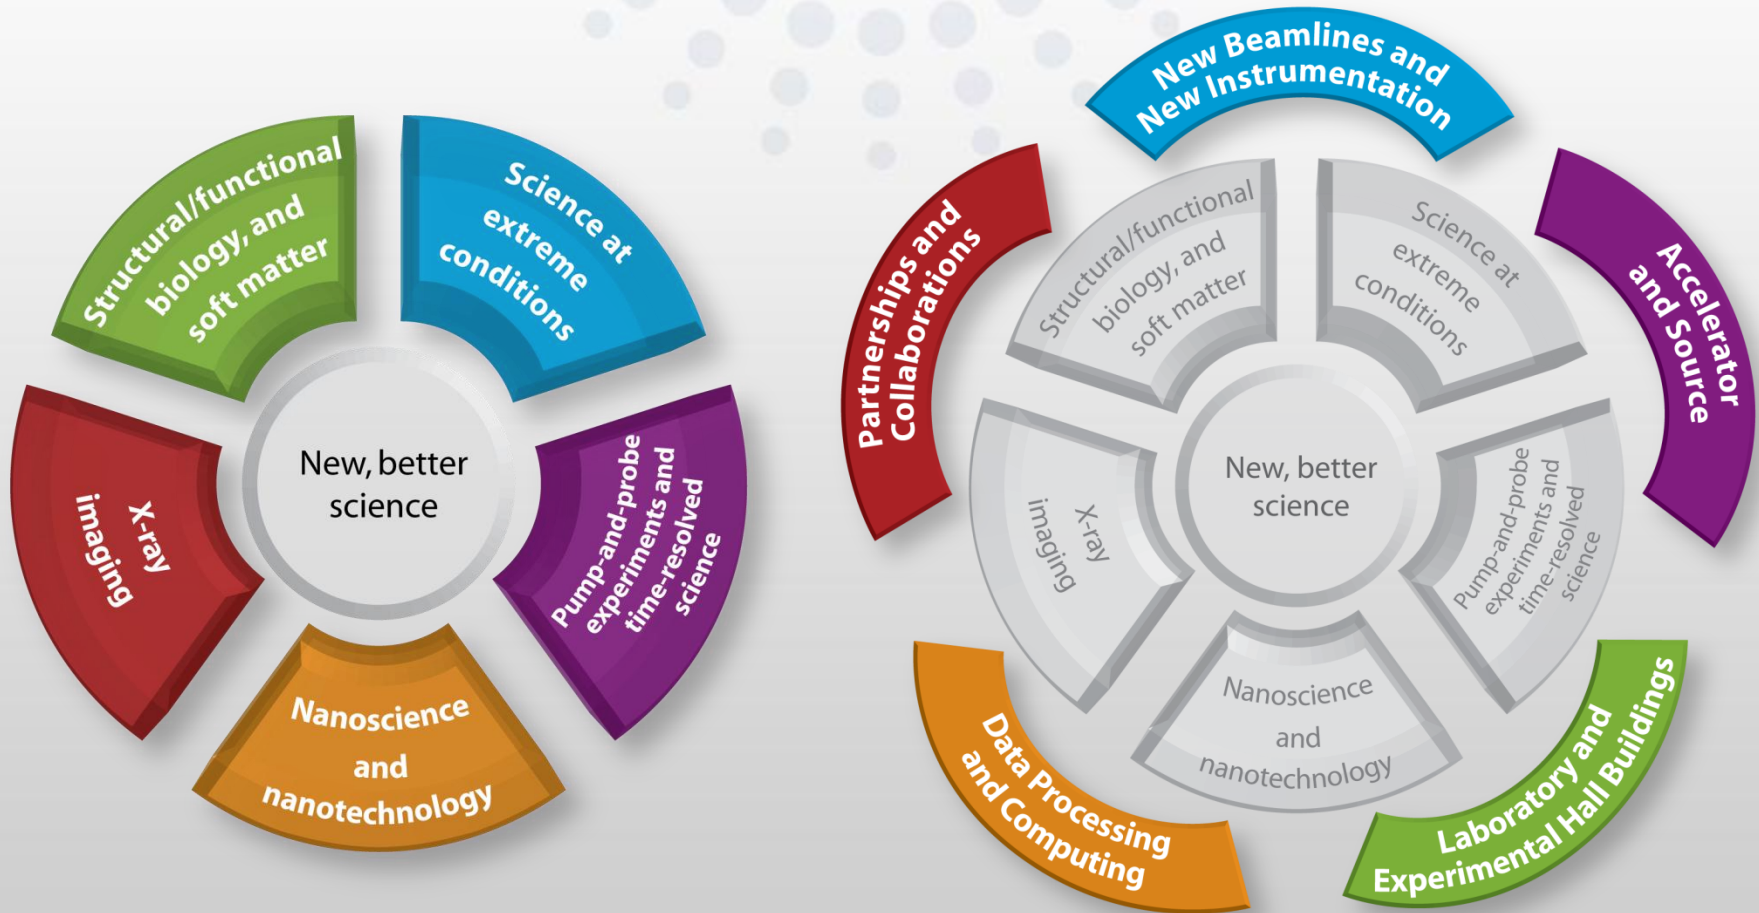 Structural/functional
biology, and
soft matter
Science at
extreme
conditions
Pump-and-probe
experiments and
time-resolved
science
Nanoscience
and
nanotechnology
X-ray
imaging
New, better
science
New Beamlines and
New Instrumentation
Accelerator
and Source
Laboratory and
Experimental Hall Buildings
Data Processing
and Computing
Partnerships and
Collaborations
Structural/functional
biology, and
soft matter
Science at
extreme
conditions
Pump-and-probe
experiments and
time-resolved
science
Nanoscience
and
nanotechnology
X-ray
imaging
New, better
science